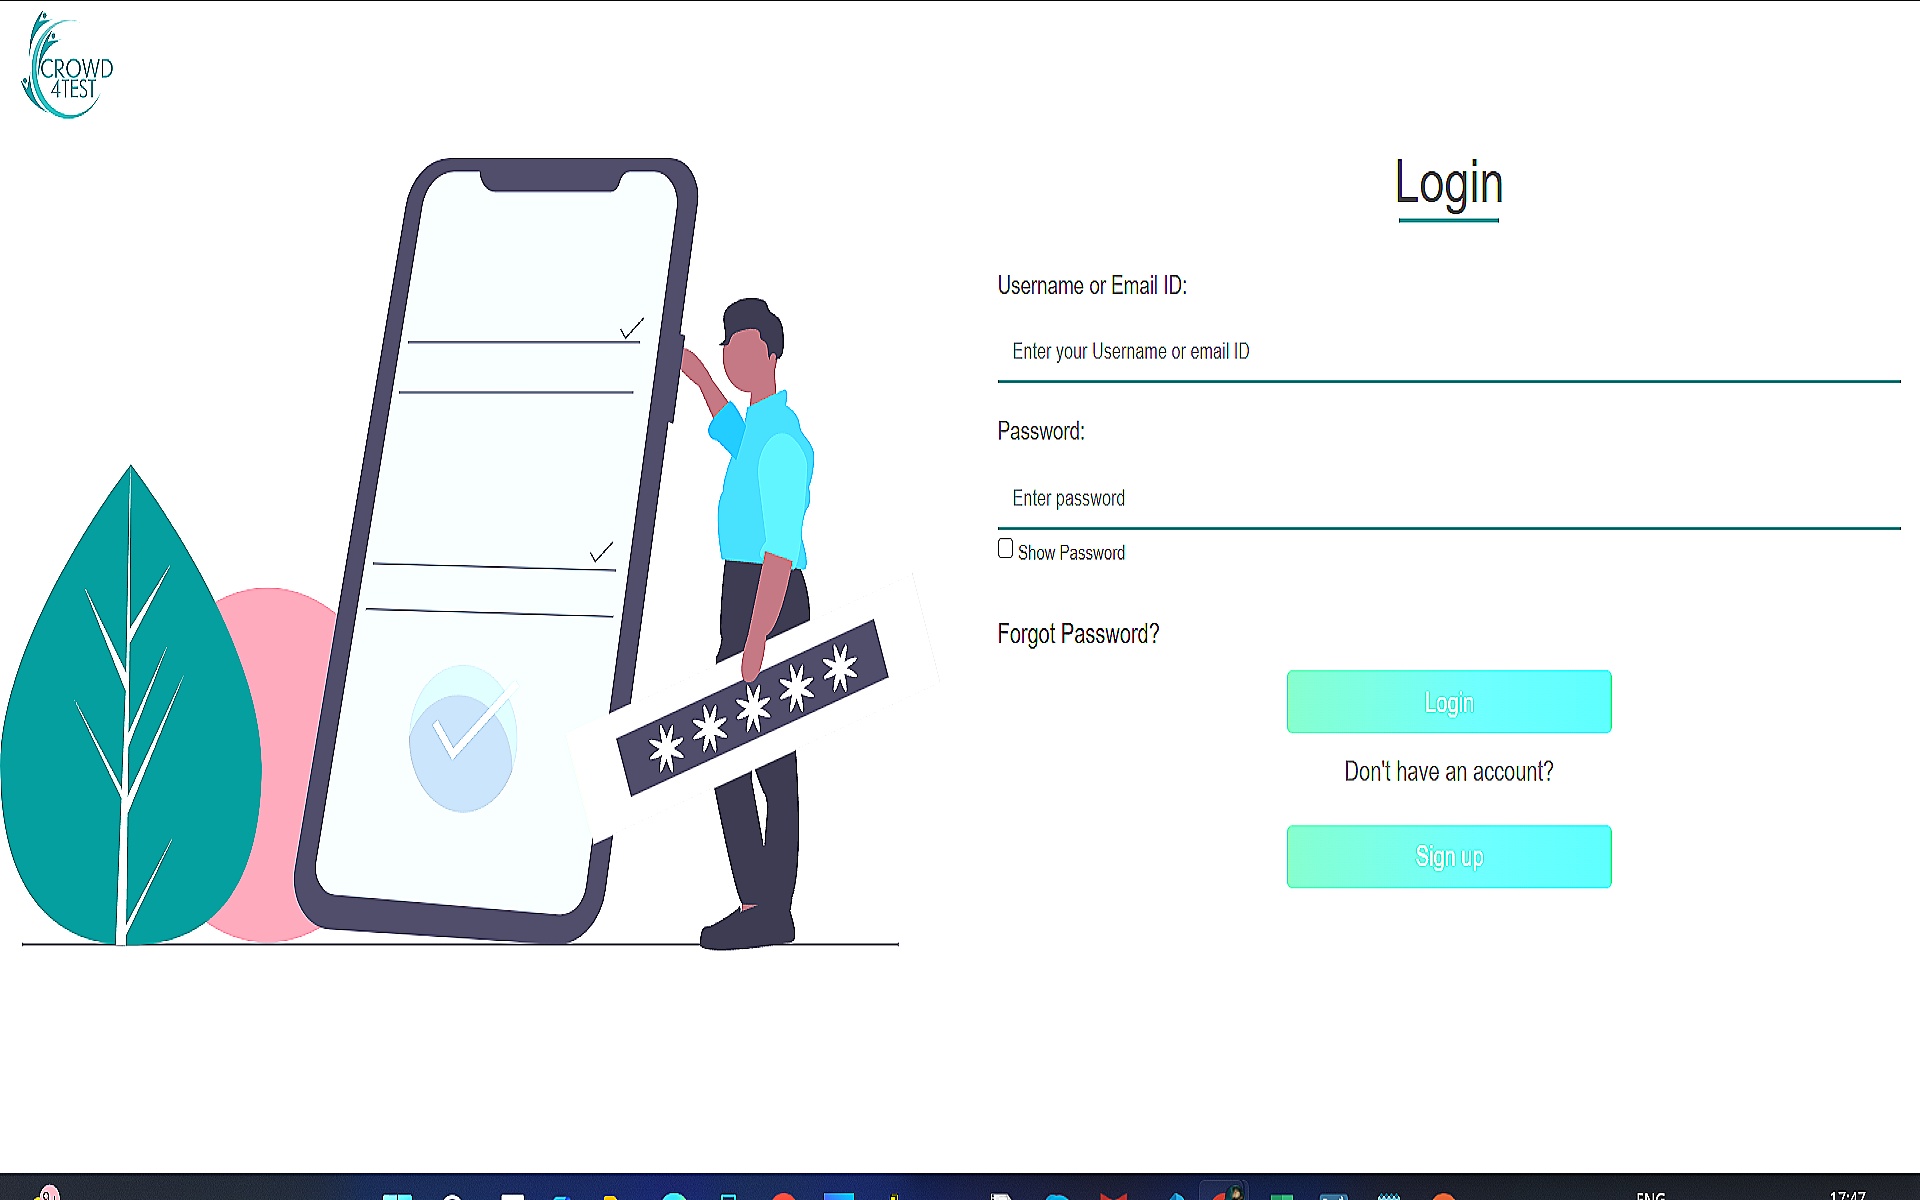 CROWD
4TEST
Login
Username or Email ID:
Enter your Username or email ID
Password:
Enter password
Show Password
Forgot Password?
Login
Don't have an account?
Sign up
ENG
17:47